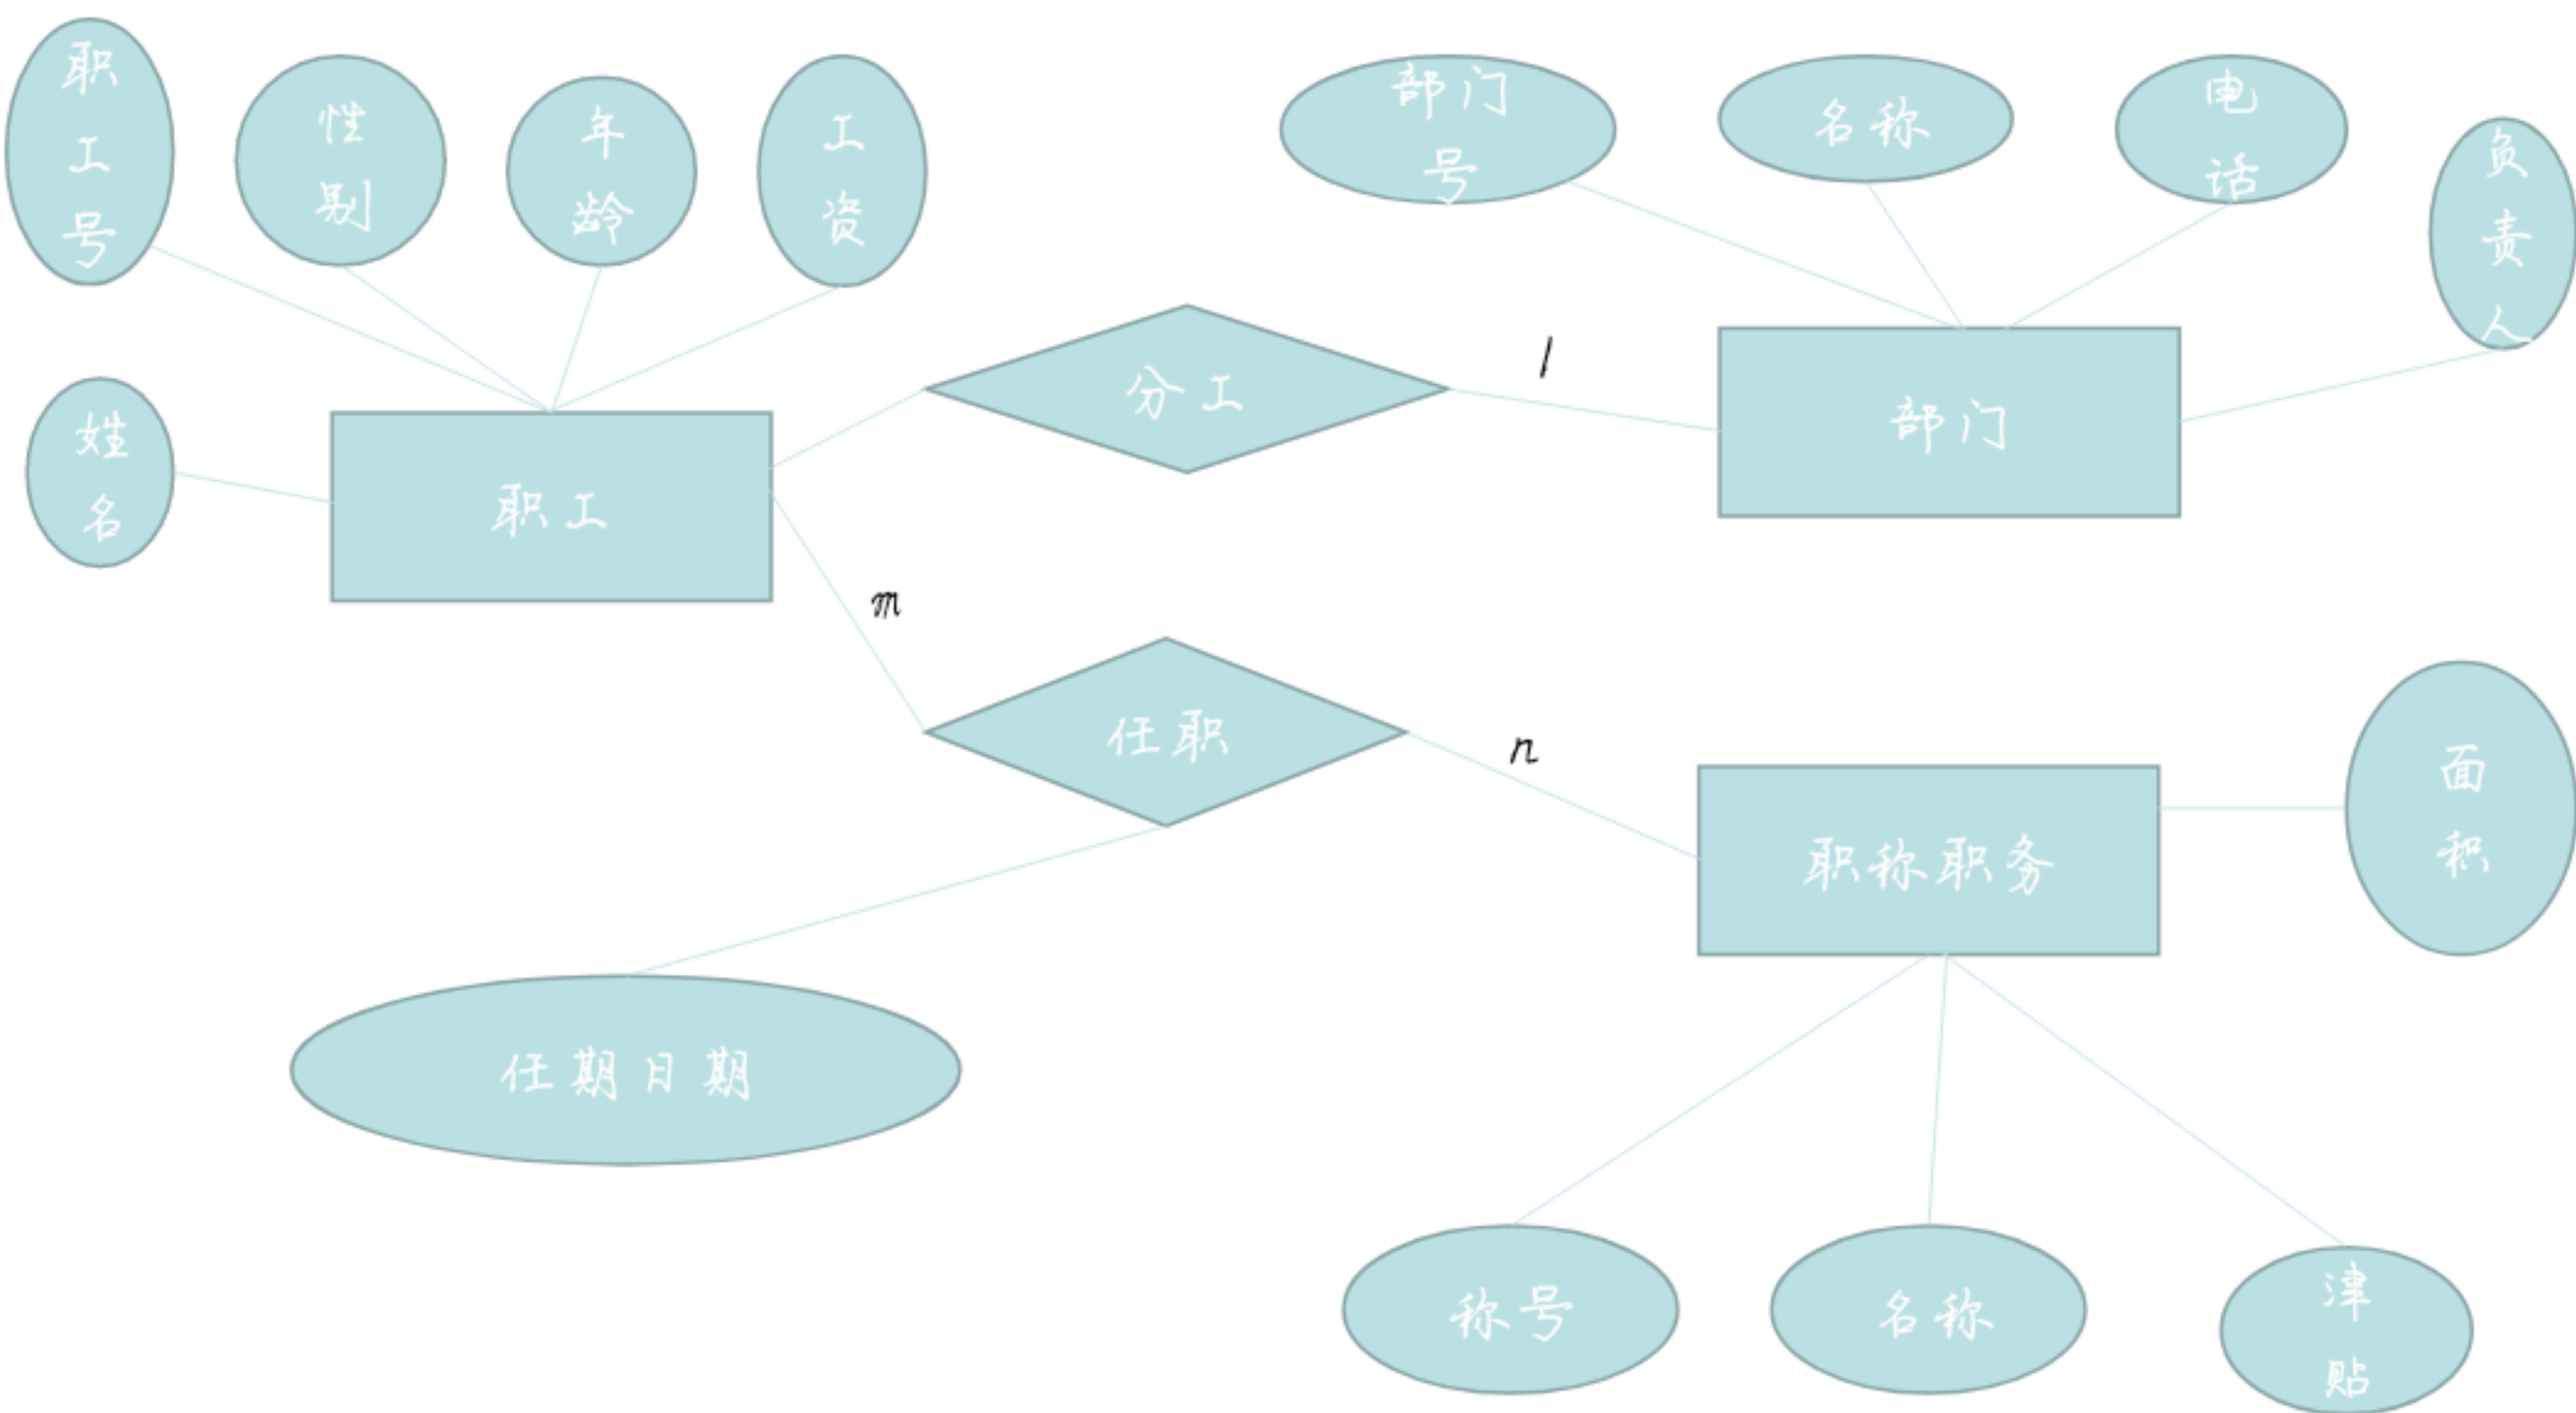 职
工
号
性
别
年
龄
工
资
部门
号
名称
电
话
负
责
人
姓
名
职工
分工
l
部门
m
任职
n
职称职务
面
积
任期日期
称号
名称
津
贴